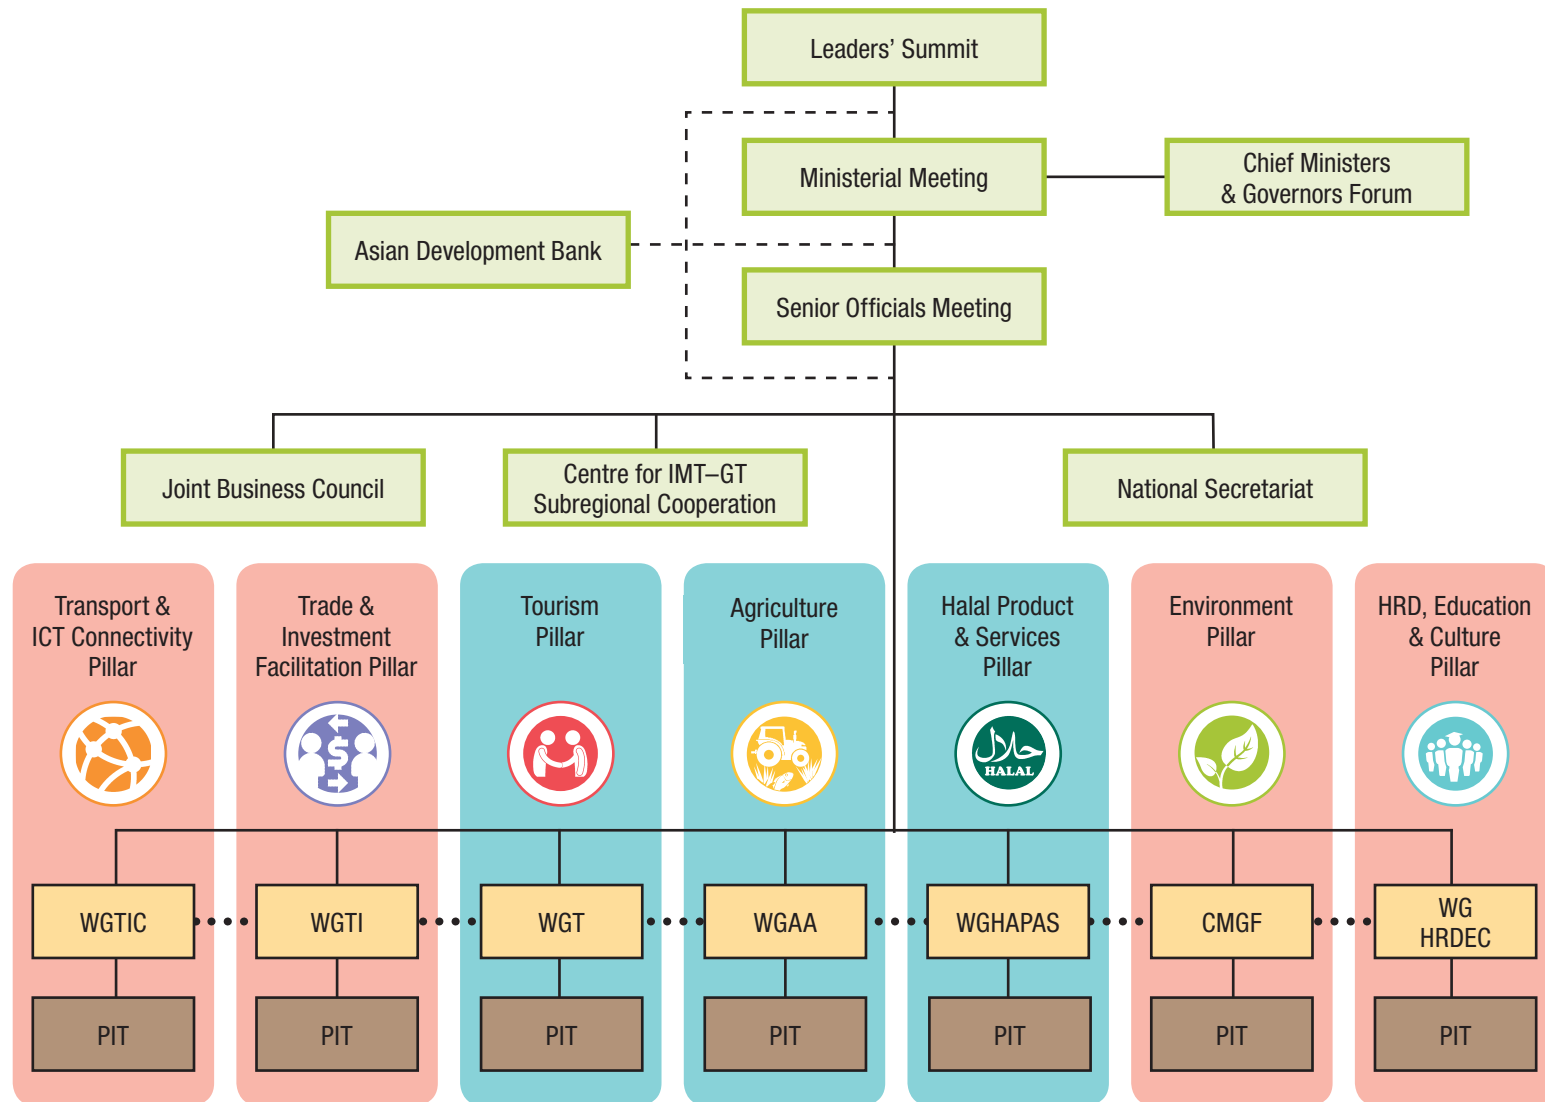 Leaders’ Summit
Ministerial Meeting
Chief Ministers
& Governors Forum
Asian Development Bank
Senior Officials Meeting
Joint Business Council
Centre for IMT–GT
Subregional Cooperation
National Secretariat
Transport &
ICT Connectivity
Pillar
Trade &
Investment
Facilitation Pillar
Tourism
Pillar
Agriculture
Pillar
Halal Product
& Services
Pillar
Environment
Pillar
HRD, Education
& Culture
Pillar
$
حلال
HALAL
WGTIC
WGTI
WGT
WGAA
WGHAPAS
CMGF
WG
HRDEC
PIT
PIT
PIT
PIT
PIT
PIT
PIT